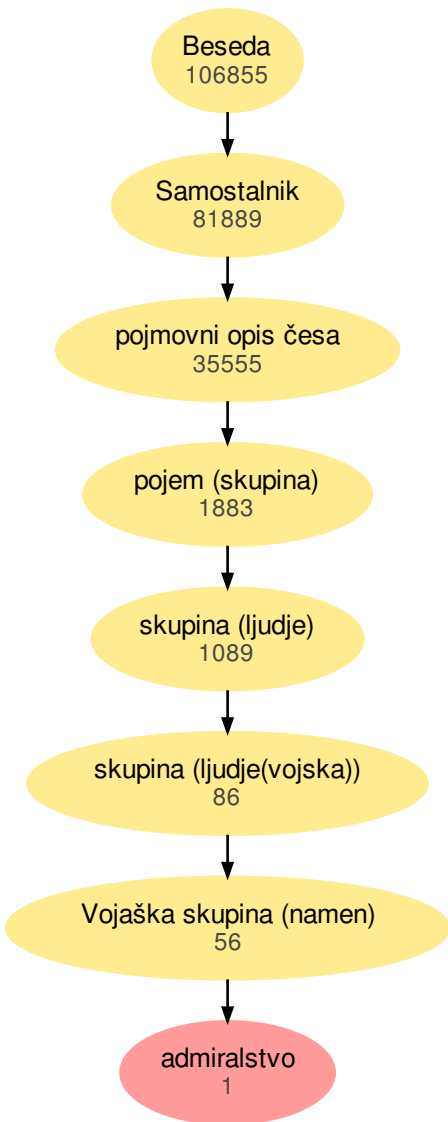 Beseda
106855
Samostalnik
81889
pojmovni opis česa
35555
pojem (skupina)
1883
skupina (ljudje)
1089
skupina (ljudje(vojska))
86
Vojaška skupina (namen)
56
admiralstvo
1